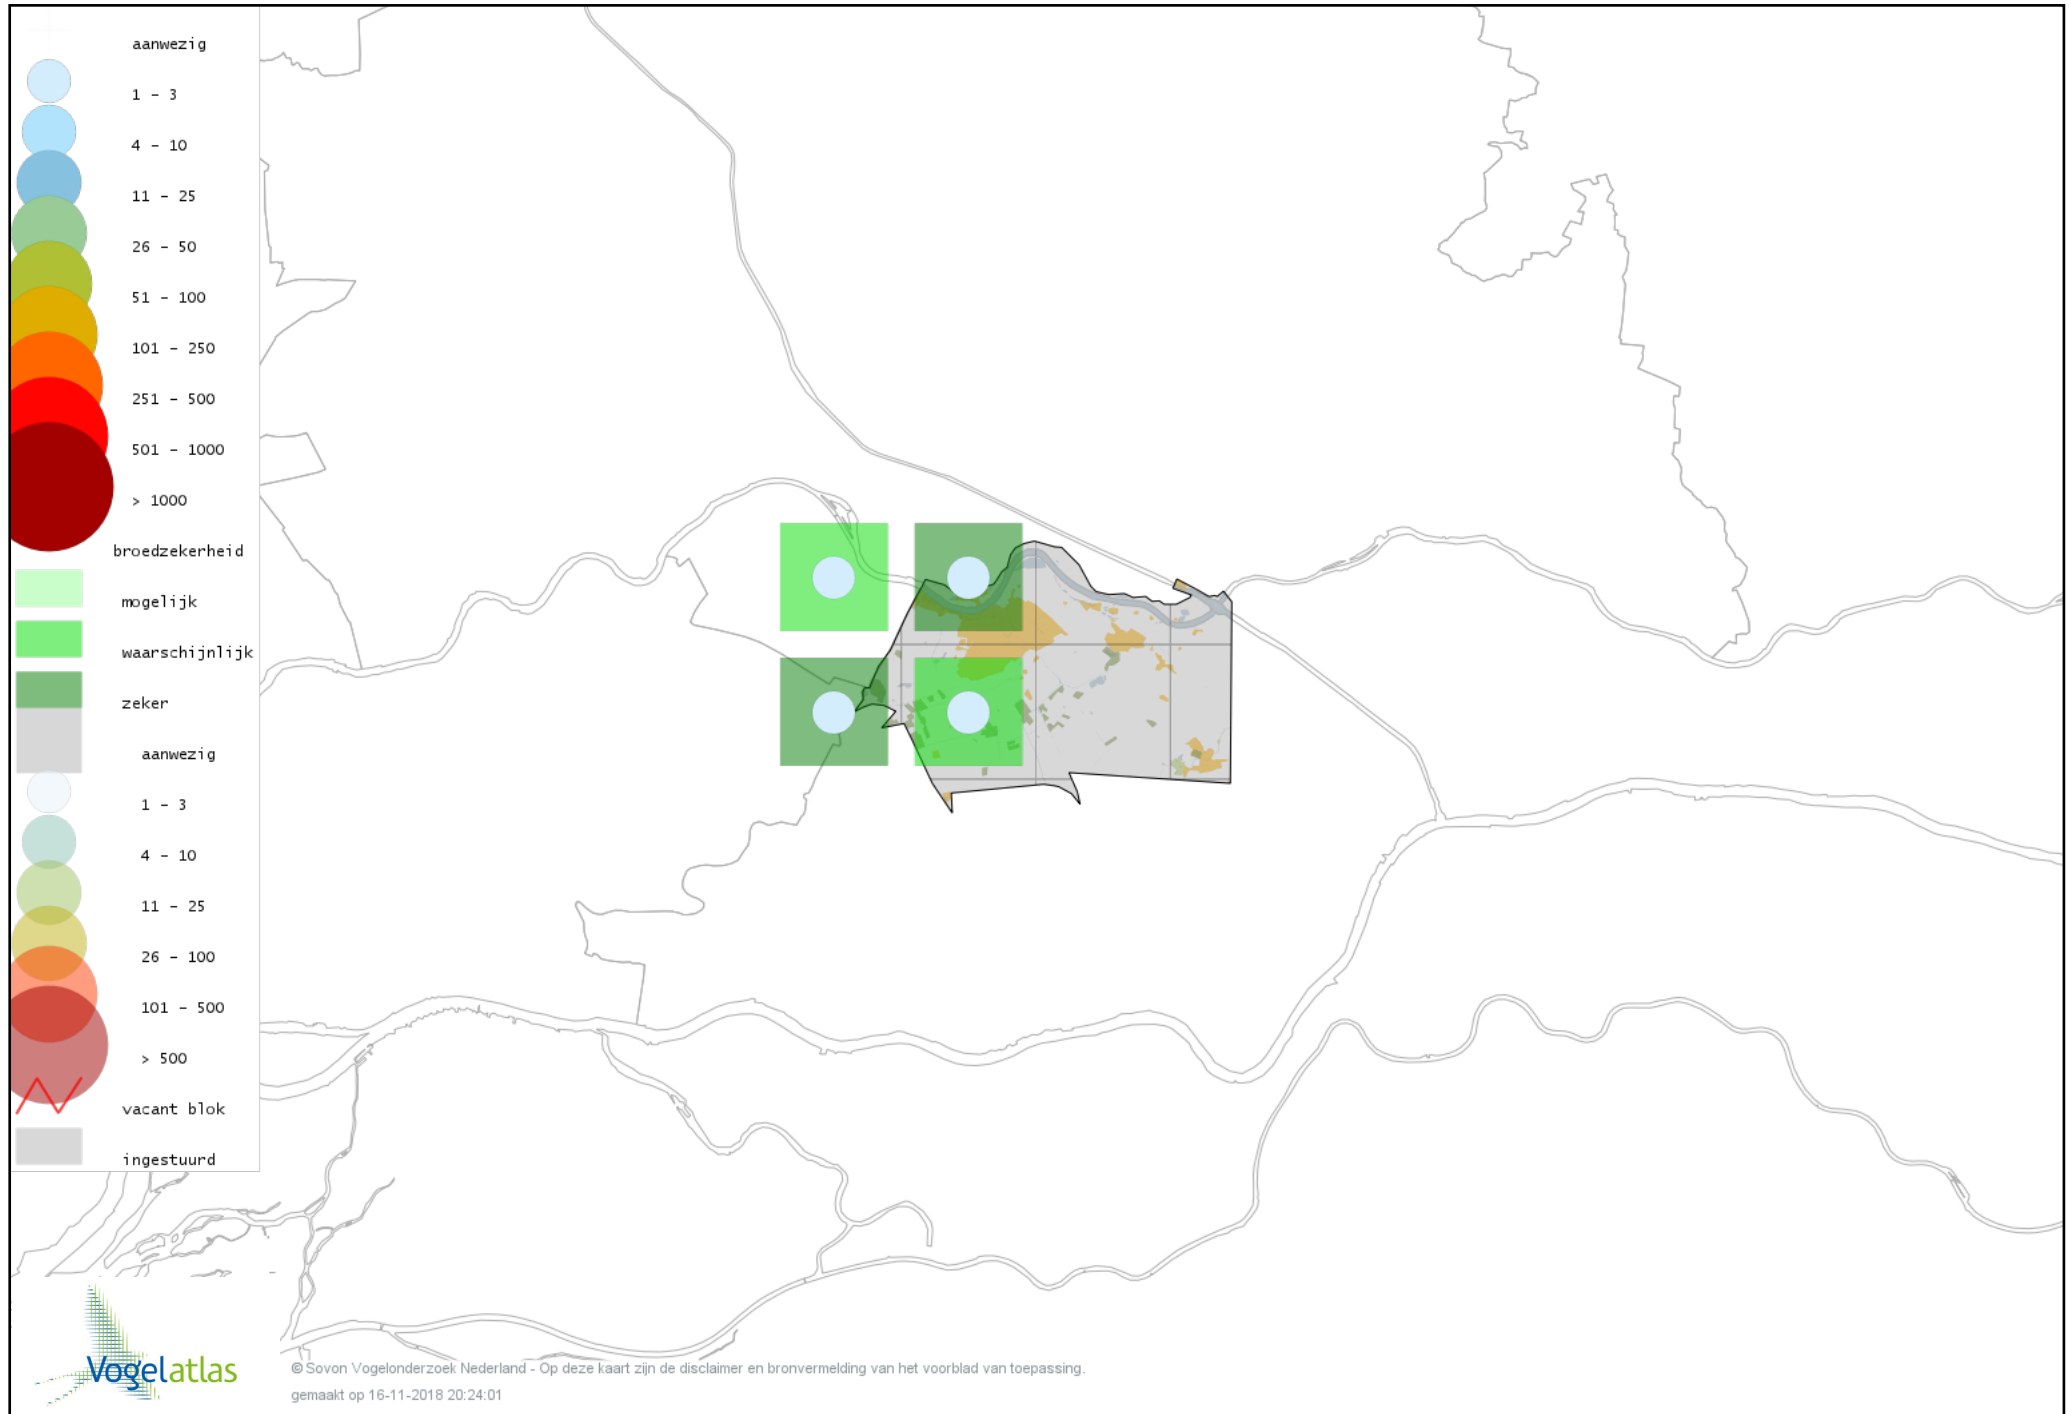 aanwezig
1 - 3
4 - 10
11 - 25
26 - 50
51 - 100
101 - 250
251 - 500
501 - 1000
> 1000
broedzekerheid
mogelijk
waarschijnlijk
zeker
aanwezig
1 - 3
4 - 10
11 - 25
26 - 100
101 - 500
> 500
vacant blok
ingestuurd
Vogelatlas
© Sovon Vogelonderzoek Nederland - Op deze kaart zijn de disclaimer en bronvermelding van het voorblad van toepassing.
gemaakt op 16-11-2018 20:24:01